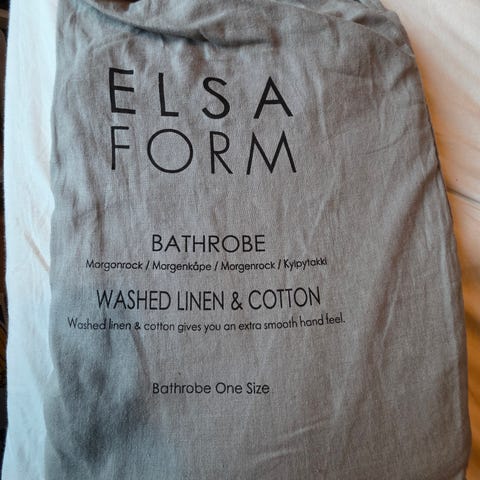 ELSA
FORM
BATHROBE
Morgonrock / Morgenkåpe / Morgenrock / Kylpytakki
WASHED LINEN & COTTON
Washed linen & cotton gives you an extra smooth hand feel.
Bathrobe One Size